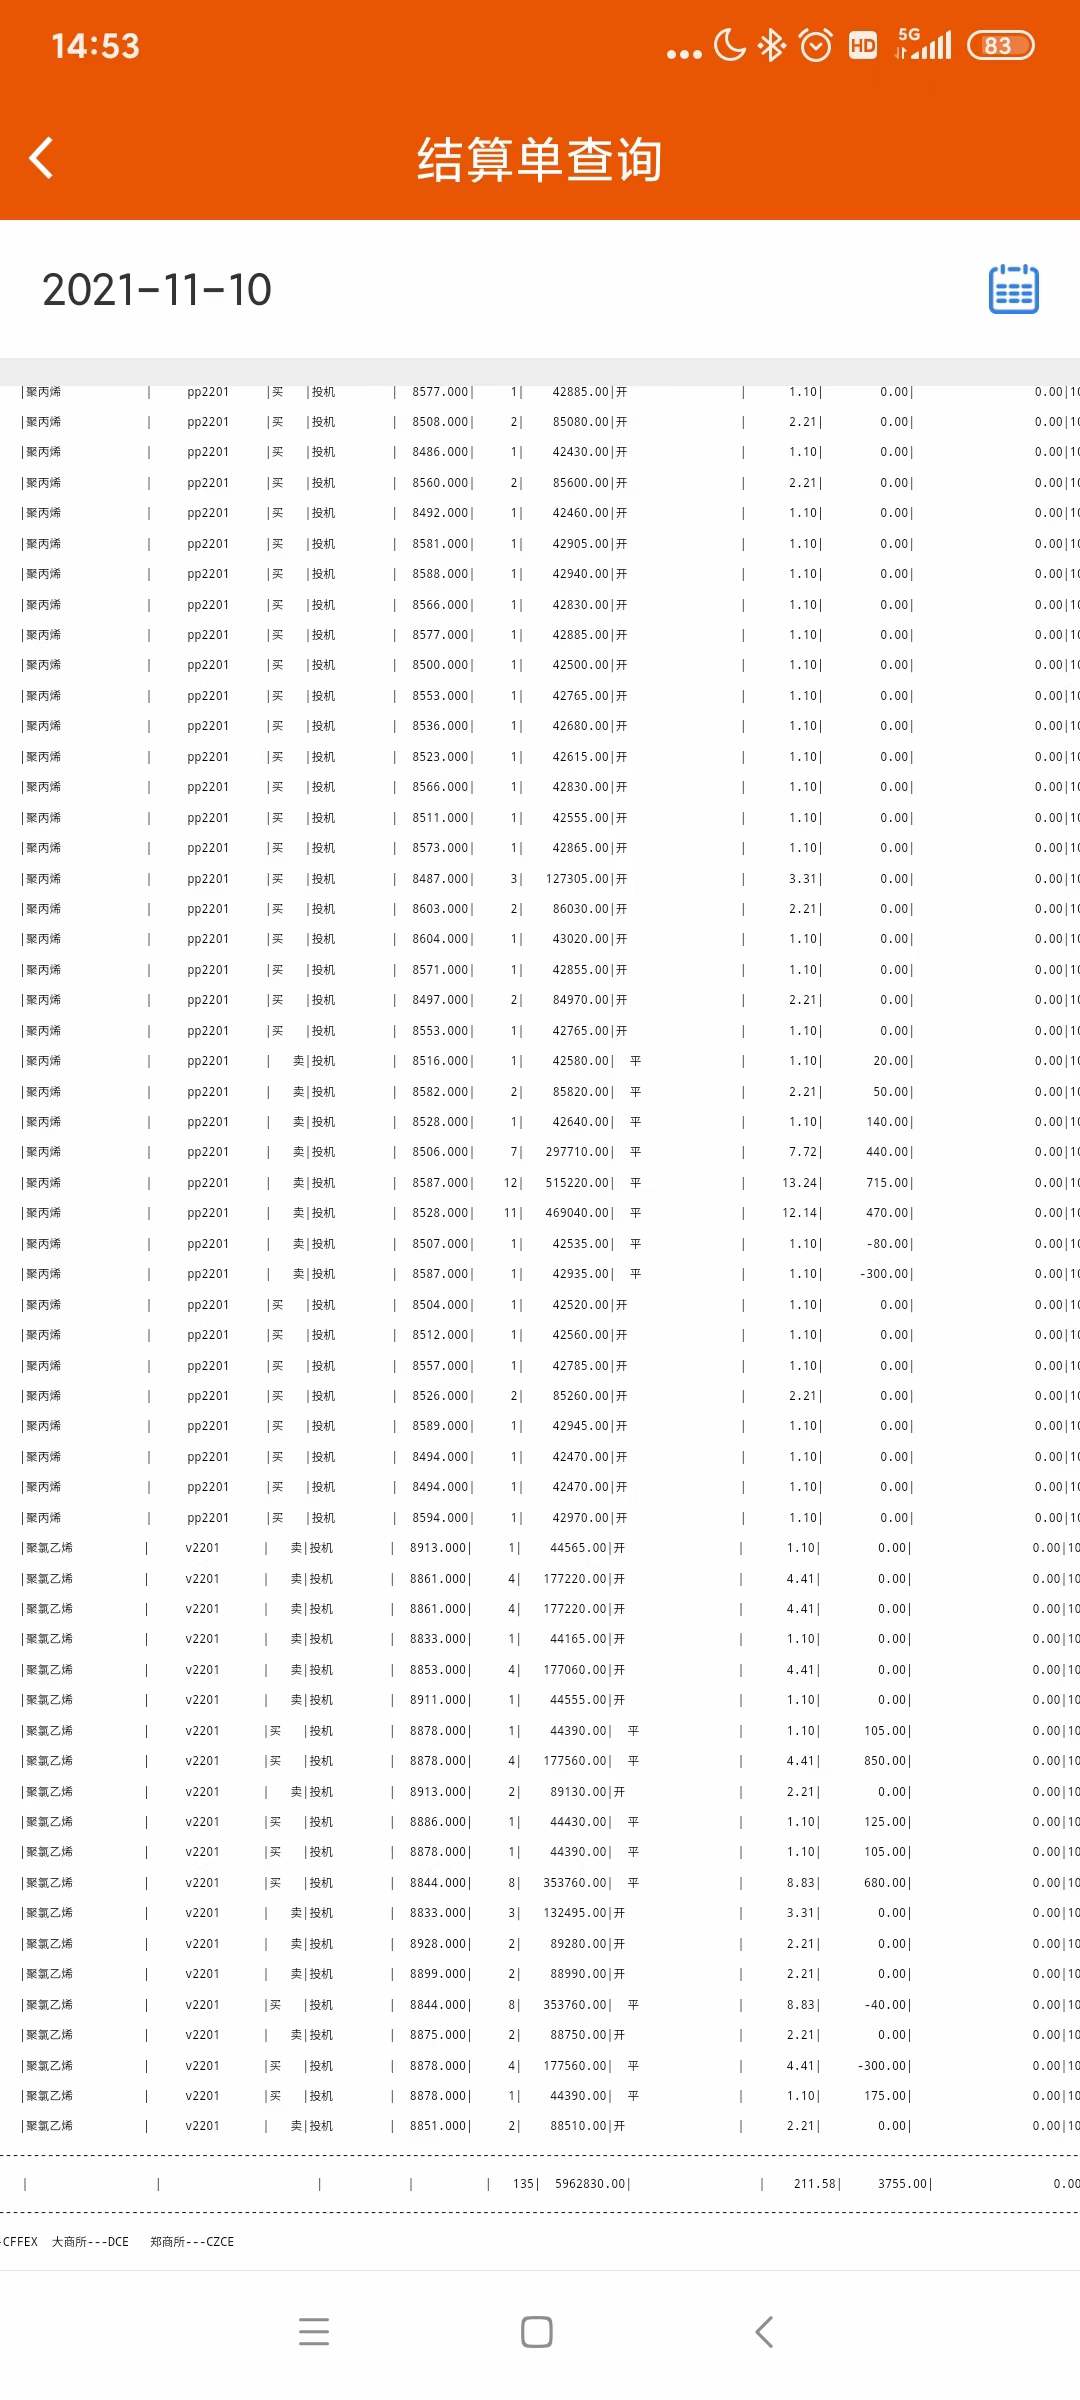 14:53 HD 5G 83
结算单查询
2021-11-10
|聚丙烯 | pp2201 |买 |投机 | 8577.000| 1| 42885.00|开 | 1.10| 0.00| 0.00|10
|聚丙烯 | pp2201 |买 |投机 | 8508.000| 2| 85080.00|开 | 2.21| 0.00| 0.00|10
|聚丙烯 | pp2201 |买 |投机 | 8486.000| 1| 42430.00|开 | 1.10| 0.00| 0.00|10
|聚丙烯 | pp2201 |买 |投机 | 8560.000| 2| 85600.00|开 | 2.21| 0.00| 0.00|10
|聚丙烯 | pp2201 |买 |投机 | 8492.000| 1| 42460.00|开 | 1.10| 0.00| 0.00|10
|聚丙烯 | pp2201 |买 |投机 | 8581.000| 1| 42905.00|开 | 1.10| 0.00| 0.00|10
|聚丙烯 | pp2201 |买 |投机 | 8588.000| 1| 42940.00|开 | 1.10| 0.00| 0.00|10
|聚丙烯 | pp2201 |买 |投机 | 8566.000| 1| 42830.00|开 | 1.10| 0.00| 0.00|10
|聚丙烯 | pp2201 |买 |投机 | 8577.000| 1| 42885.00|开 | 1.10| 0.00| 0.00|10
|聚丙烯 | pp2201 |买 |投机 | 8500.000| 1| 42500.00|开 | 1.10| 0.00| 0.00|10
|聚丙烯 | pp2201 |买 |投机 | 8553.000| 1| 42765.00|开 | 1.10| 0.00| 0.00|10
|聚丙烯 | pp2201 |买 |投机 | 8536.000| 1| 42680.00|开 | 1.10| 0.00| 0.00|10
|聚丙烯 | pp2201 |买 |投机 | 8523.000| 1| 42615.00|开 | 1.10| 0.00| 0.00|10
|聚丙烯 | pp2201 |买 |投机 | 8566.000| 1| 42830.00|开 | 1.10| 0.00| 0.00|10
|聚丙烯 | pp2201 |买 |投机 | 8511.000| 1| 42555.00|开 | 1.10| 0.00| 0.00|10
|聚丙烯 | pp2201 |买 |投机 | 8573.000| 1| 42865.00|开 | 1.10| 0.00| 0.00|10
|聚丙烯 | pp2201 |买 |投机 | 8487.000| 3| 127305.00|开 | 3.31| 0.00| 0.00|10
|聚丙烯 | pp2201 |买 |投机 | 8603.000| 2| 86030.00|开 | 2.21| 0.00| 0.00|10
|聚丙烯 | pp2201 |买 |投机 | 8604.000| 1| 43020.00|开 | 1.10| 0.00| 0.00|10
|聚丙烯 | pp2201 |买 |投机 | 8571.000| 1| 42855.00|开 | 1.10| 0.00| 0.00|10
|聚丙烯 | pp2201 |买 |投机 | 8497.000| 2| 84970.00|开 | 2.21| 0.00| 0.00|10
|聚丙烯 | pp2201 |买 |投机 | 8553.000| 1| 42765.00|开 | 1.10| 0.00| 0.00|10
|聚丙烯 | pp2201 | 卖|投机 | 8516.000| 1| 42580.00| 平 | 1.10| 20.00| 0.00|10
|聚丙烯 | pp2201 | 卖|投机 | 8582.000| 2| 85820.00| 平 | 2.21| 50.00| 0.00|10
|聚丙烯 | pp2201 | 卖|投机 | 8528.000| 1| 42640.00| 平 | 1.10| 140.00| 0.00|10
|聚丙烯 | pp2201 | 卖|投机 | 8506.000| 7| 297710.00| 平 | 7.72| 440.00| 0.00|10
|聚丙烯 | pp2201 | 卖|投机 | 8587.000| 12| 515220.00| 平 | 13.24| 715.00| 0.00|10
|聚丙烯 | pp2201 | 卖|投机 | 8528.000| 11| 469040.00| 平 | 12.14| 470.00| 0.00|10
|聚丙烯 | pp2201 | 卖|投机 | 8507.000| 1| 42535.00| 平 | 1.10| -80.00| 0.00|10
|聚丙烯 | pp2201 | 卖|投机 | 8587.000| 1| 42935.00| 平 | 1.10| -300.00| 0.00|10
|聚丙烯 | pp2201 |买 |投机 | 8504.000| 1| 42520.00|开 | 1.10| 0.00| 0.00|10
|聚丙烯 | pp2201 |买 |投机 | 8512.000| 1| 42560.00|开 | 1.10| 0.00| 0.00|10
|聚丙烯 | pp2201 |买 |投机 | 8557.000| 1| 42785.00|开 | 1.10| 0.00| 0.00|10
|聚丙烯 | pp2201 |买 |投机 | 8526.000| 2| 85260.00|开 | 2.21| 0.00| 0.00|10
|聚丙烯 | pp2201 |买 |投机 | 8589.000| 1| 42945.00|开 | 1.10| 0.00| 0.00|10
|聚丙烯 | pp2201 |买 |投机 | 8494.000| 1| 42470.00|开 | 1.10| 0.00| 0.00|10
|聚丙烯 | pp2201 |买 |投机 | 8494.000| 1| 42470.00|开 | 1.10| 0.00| 0.00|10
|聚丙烯 | pp2201 |买 |投机 | 8594.000| 1| 42970.00|开 | 1.10| 0.00| 0.00|10
|聚氯乙烯 | v2201 | 卖|投机 | 8913.000| 1| 44565.00|开 | 1.10| 0.00| 0.00|10
|聚氯乙烯 | v2201 | 卖|投机 | 8861.000| 4| 177220.00|开 | 4.41| 0.00| 0.00|10
|聚氯乙烯 | v2201 | 卖|投机 | 8861.000| 4| 177220.00|开 | 4.41| 0.00| 0.00|10
|聚氯乙烯 | v2201 | 卖|投机 | 8833.000| 1| 44165.00|开 | 1.10| 0.00| 0.00|10
|聚氯乙烯 | v2201 | 卖|投机 | 8853.000| 4| 177060.00|开 | 4.41| 0.00| 0.00|10
|聚氯乙烯 | v2201 | 卖|投机 | 8911.000| 1| 44555.00|开 | 1.10| 0.00| 0.00|10
|聚氯乙烯 | v2201 |买 |投机 | 8878.000| 1| 44390.00| 平 | 1.10| 105.00| 0.00|10
|聚氯乙烯 | v2201 |买 |投机 | 8878.000| 4| 177560.00| 平 | 4.41| 850.00| 0.00|10
|聚氯乙烯 | v2201 | 卖|投机 | 8913.000| 2| 89130.00|开 | 2.21| 0.00| 0.00|10
|聚氯乙烯 | v2201 |买 |投机 | 8886.000| 1| 44430.00| 平 | 1.10| 125.00| 0.00|10
|聚氯乙烯 | v2201 |买 |投机 | 8878.000| 1| 44390.00| 平 | 1.10| 105.00| 0.00|10
|聚氯乙烯 | v2201 |买 |投机 | 8844.000| 8| 353760.00| 平 | 8.83| 680.00| 0.00|10
|聚氯乙烯 | v2201 | 卖|投机 | 8833.000| 3| 132495.00|开 | 3.31| 0.00| 0.00|10
|聚氯乙烯 | v2201 | 卖|投机 | 8928.000| 2| 89280.00|开 | 2.21| 0.00| 0.00|10
|聚氯乙烯 | v2201 | 卖|投机 | 8899.000| 2| 88990.00|开 | 2.21| 0.00| 0.00|10
|聚氯乙烯 | v2201 |买 |投机 | 8844.000| 8| 353760.00| 平 | 8.83| -40.00| 0.00|10
|聚氯乙烯 | v2201 | 卖|投机 | 8875.000| 2| 88750.00|开 | 2.21| 0.00| 0.00|10
|聚氯乙烯 | v2201 |买 |投机 | 8878.000| 4| 177560.00| 平 | 4.41| -300.00| 0.00|10
|聚氯乙烯 | v2201 |买 |投机 | 8878.000| 1| 44390.00| 平 | 1.10| 175.00| 0.00|10
|聚氯乙烯 | v2201 | 卖|投机 | 8851.000| 2| 88510.00|开 | 2.21| 0.00| 0.00|10
| | | | | 135| 5962830.00| | 211.58| 3755.00| 0.00
-CFFEX 大商所---DCE 郑商所---CZCE